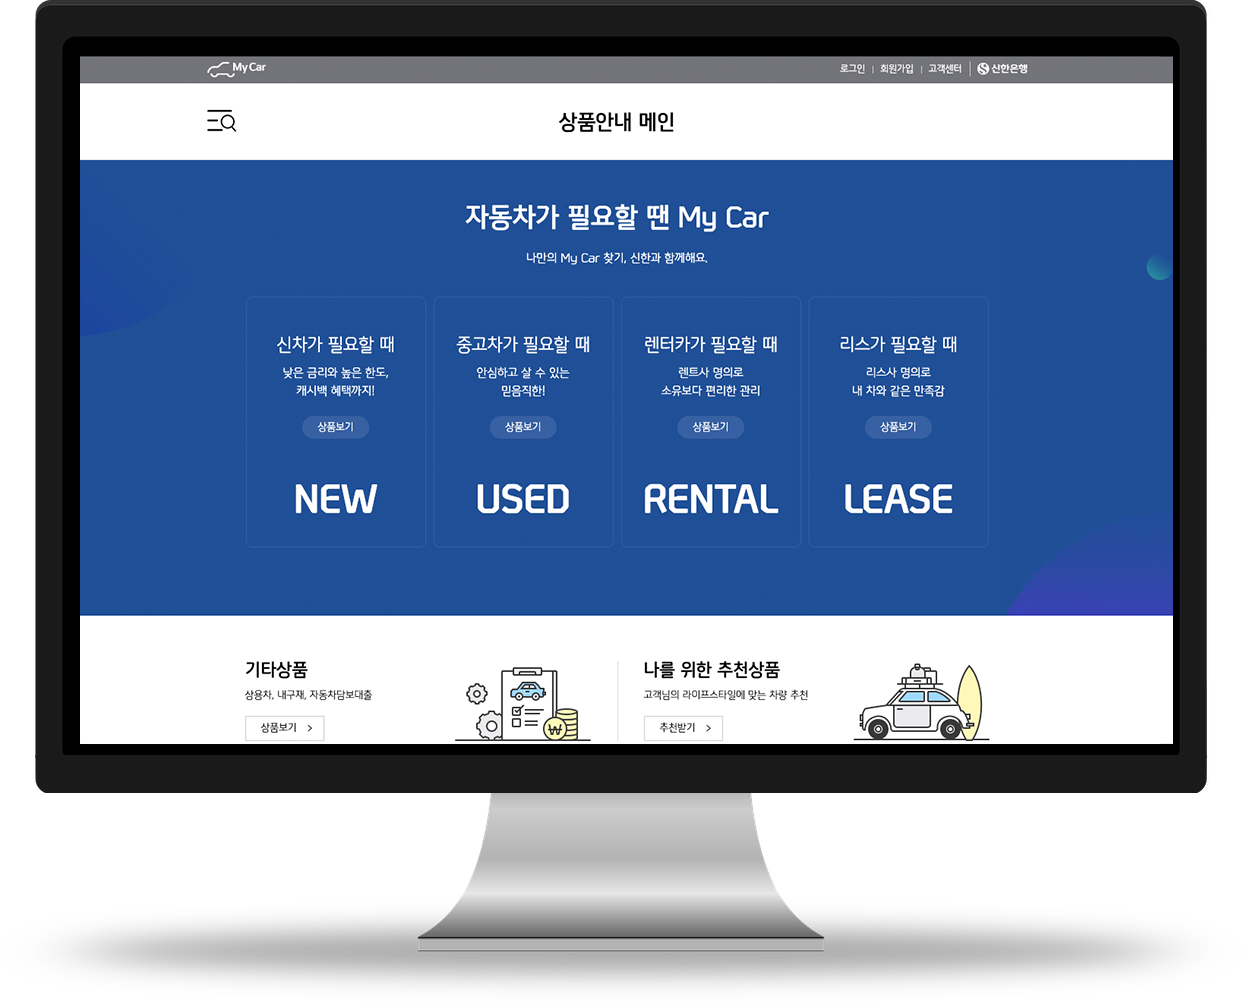 My Car
로그인 | 회원가입 | 고객센터 | S 신한은행
상품안내 메인
자동차가 필요할 땐 My Car
나만의 My Car 찾기, 신한과 함께해요.
신차가 필요할 때
낮은 금리와 높은 한도,
캐시백 혜택까지!
상품보기
NEW
중고차가 필요할 때
안심하고 살 수 있는
믿음직한!
상품보기
USED
렌터카가 필요할 때
렌트사 명의로
소유보다 편리한 관리
상품보기
RENTAL
리스가 필요할 때
리스사 명의로
내 차와 같은 만족감
상품보기
LEASE
기타상품
상용차, 내구재, 자동차담보대출
상품보기 >
₩
나를 위한 추천상품
고객님의 라이프스타일에 맞는 차량 추천
추천받기 >